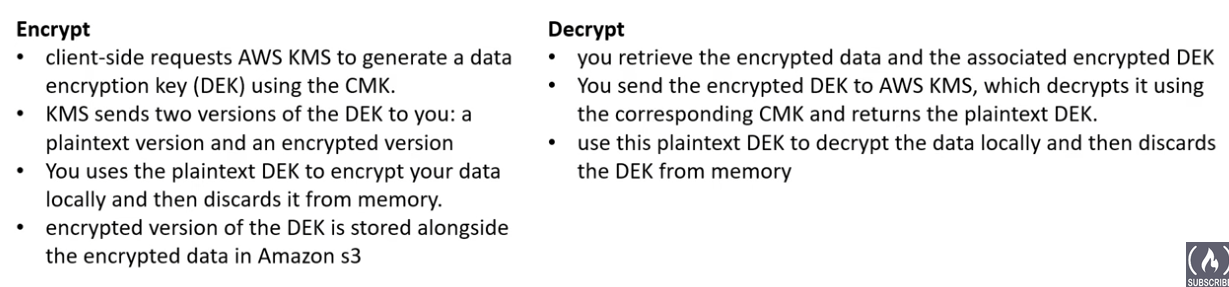 Encrypt
• client-side requests AWS KMS to generate a data
encryption key (DEK) using the CMK.
• KMS sends two versions of the DEK to you: a
plaintext version and an encrypted version
• You uses the plaintext DEK to encrypt your data
locally and then discards it from memory.
• encrypted version of the DEK is stored alongside
the encrypted data in Amazon s3
Decrypt
• you retrieve the encrypted data and the associated encrypted DEK
• You send the encrypted DEK to AWS KMS, which decrypts it using
the corresponding CMK and returns the plaintext DEK.
• use this plaintext DEK to decrypt the data locally and then discards
the DEK from memory
SUBSCRIB